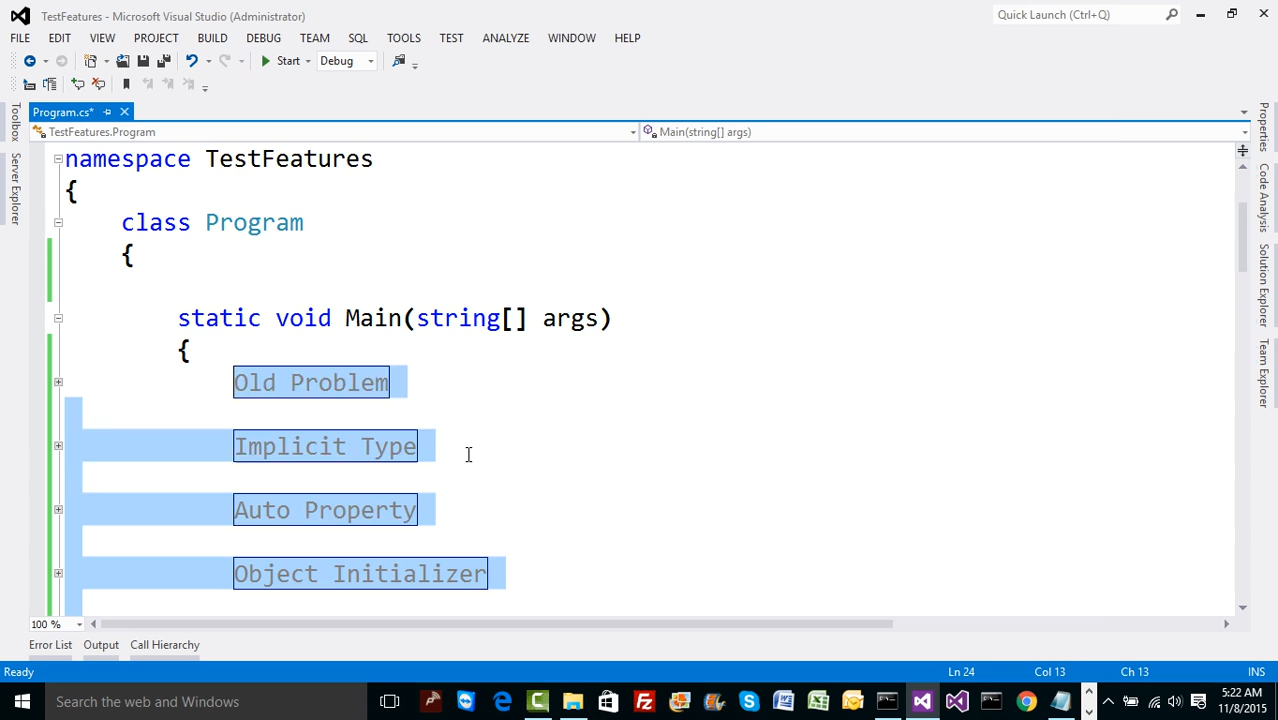 TestFeatures - Microsoft Visual Studio (Administrator)
Quick Launch (Ctrl+Q)
FILE EDIT VIEW PROJECT BUILD DEBUG TEAM SQL TOOLS TEST ANALYZE WINDOW HELP
Start Debug
Program.cs*
TestFeatures.Program Main(string[] args)
Toolbox
Server Explorer
namespace TestFeatures
{
class Program
{
static void Main(string[] args)
{
Old Problem
Implicit Type
Auto Property
Object Initializer
Properties
Code Analysis
Solution Explorer
Team Explorer
100 %
Error List Output Call Hierarchy
Ready Ln 24 Col 13 Ch 13 INS
Search the web and Windows
5:22 AM
11/8/2015